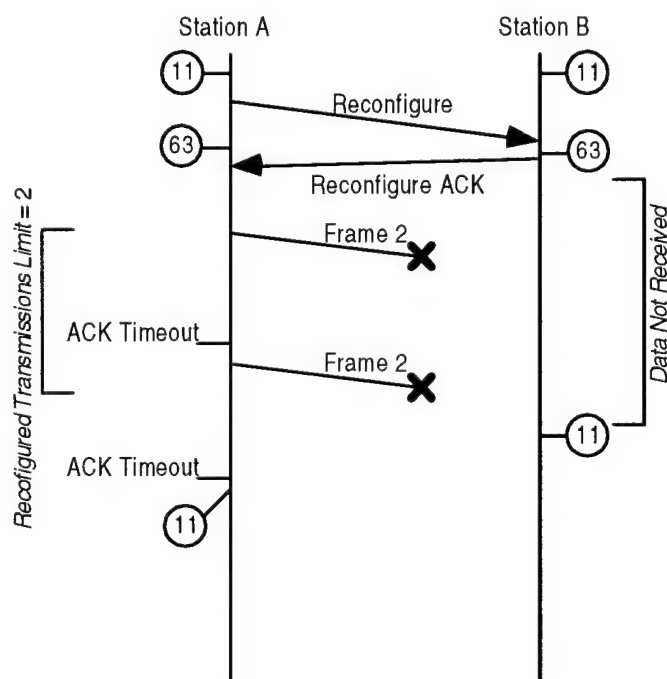 Station A
Station B
11
11
Reconfigure
63
63
Reconfigure ACK
Recofigured Transmissions Limit = 2
Data Not Received
Frame 2
ACK Timeout
Frame 2
11
ACK Timeout
11